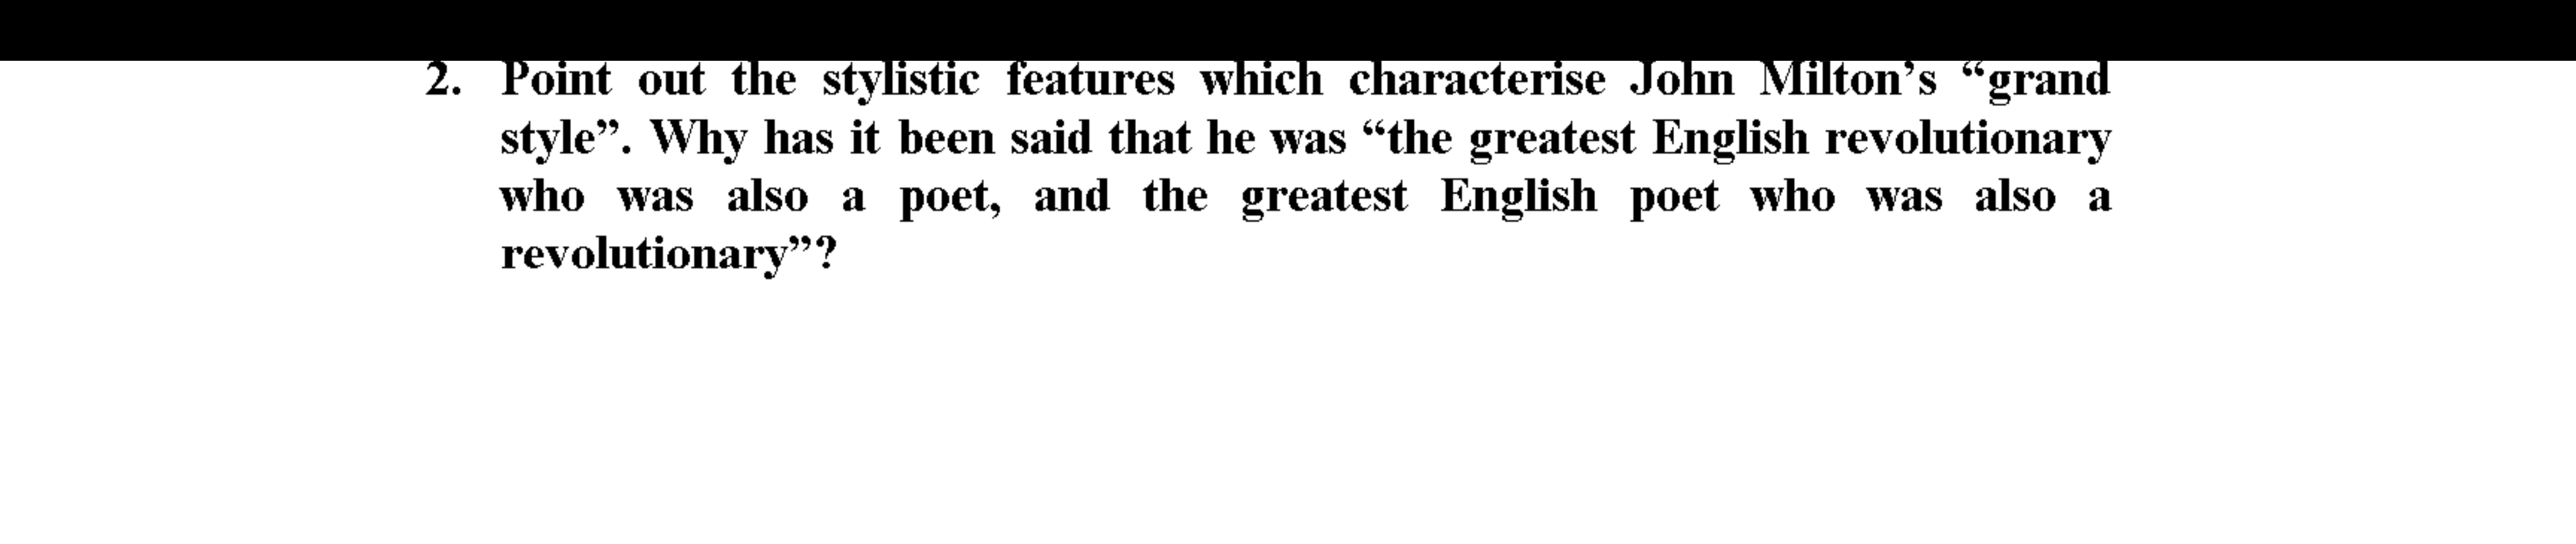 2. Point out the stylistic features which characterise John Milton’s “grand
style”. Why has it been said that he was “the greatest English revolutionary
who was also a poet, and the greatest English poet who was also a
revolutionary”?